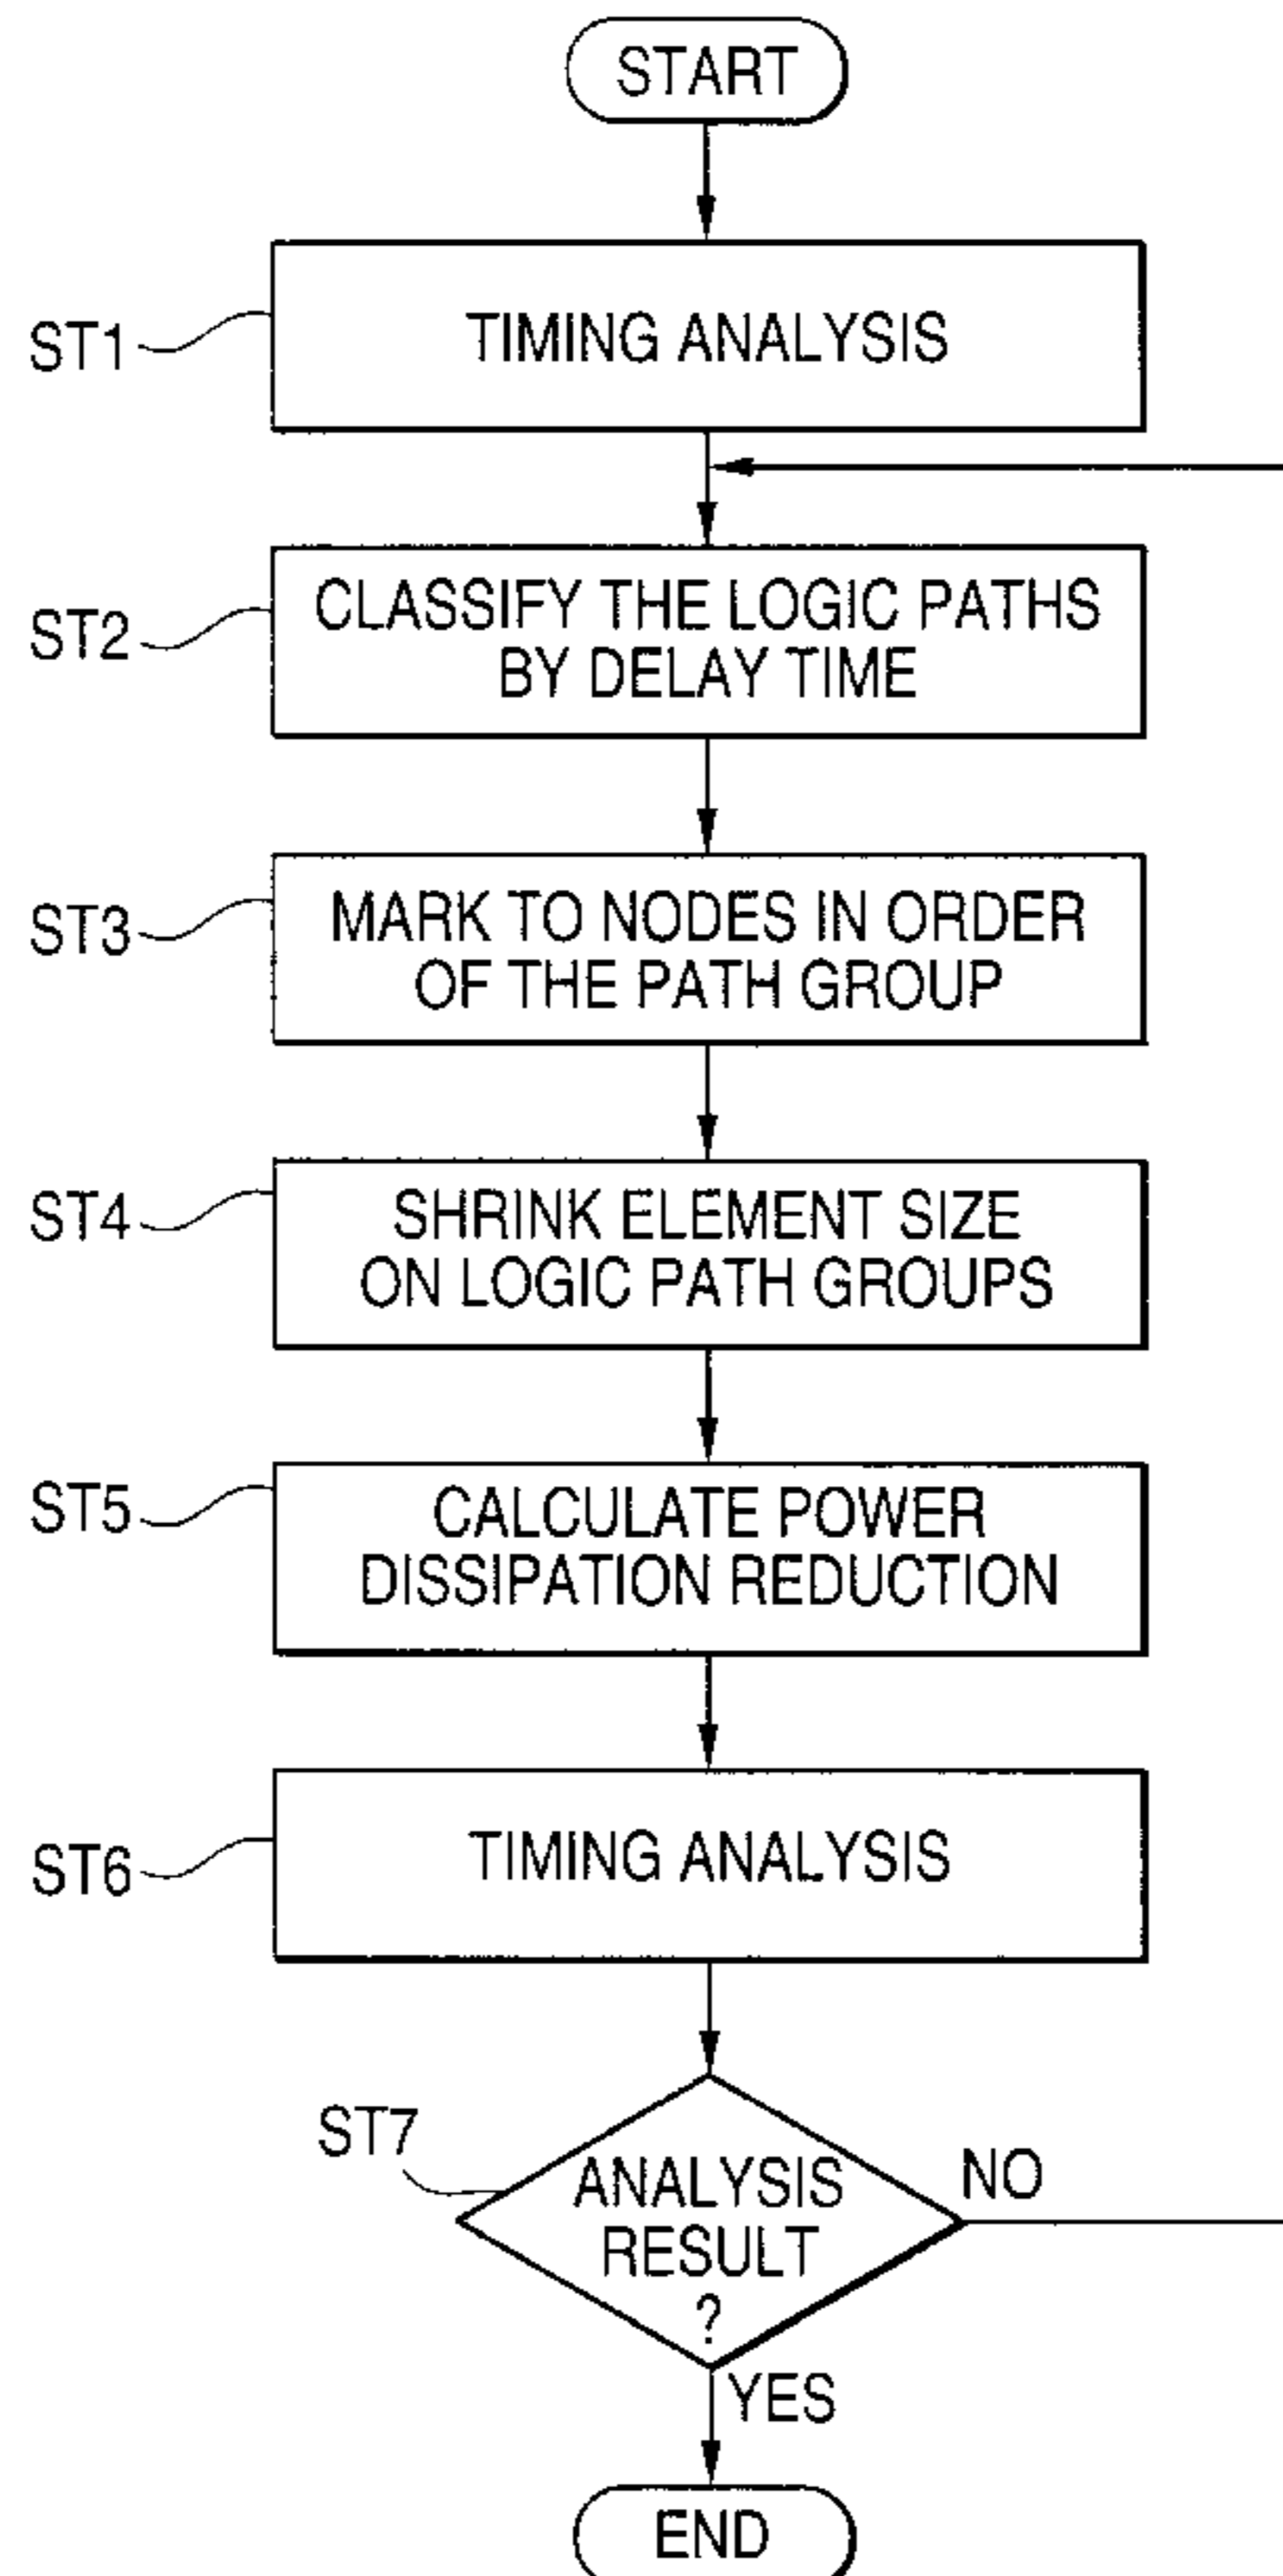 START
ST1
TIMING ANALYSIS
ST2
CLASSIFY THE LOGIC PATHS
BY DELAY TIME
ST3
MARK TO NODES IN ORDER
OF THE PATH GROUP
ST4
SHRINK ELEMENT SIZE
ON LOGIC PATH GROUPS
ST5
CALCULATE POWER
DISSIPATION REDUCTION
ST6
TIMING ANALYSIS
ST7
ANALYSIS
RESULT
?
NO
YES
END